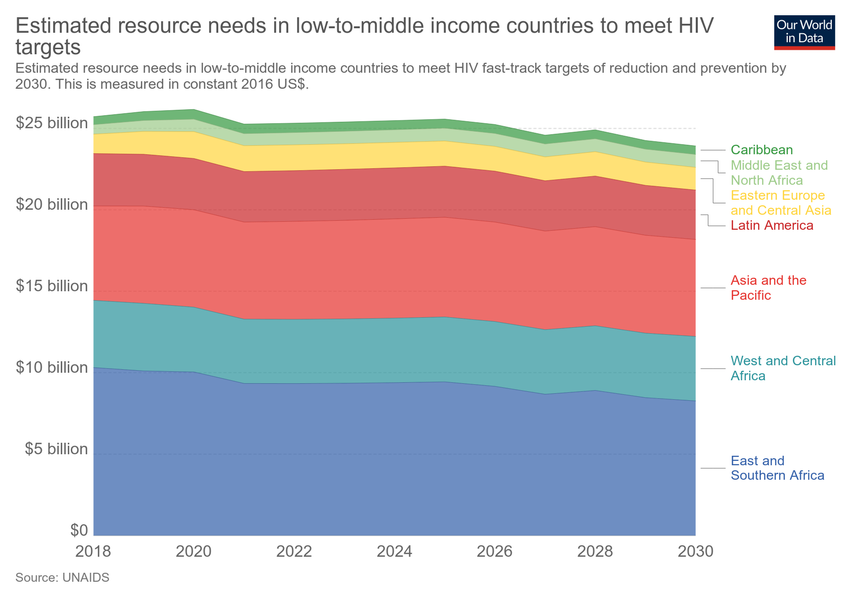 Estimated resource needs in low-to-middle income countries to meet HIV
targets
Our World
in Data
Estimated resource needs in low-to-middle income countries to meet HIV fast-track targets of reduction and prevention by
2030. This is measured in constant 2016 US$.
$25 billion
$20 billion
$15 billion
$10 billion
$5 billion
$0
2018
2020
2022
2024
2026
2028
2030
Caribbean
Middle East and
North Africa
Eastern Europe
and Central Asia
Latin America
Asia and the
Pacific
West and Central
Africa
East and
Southern Africa
Source: UNAIDS